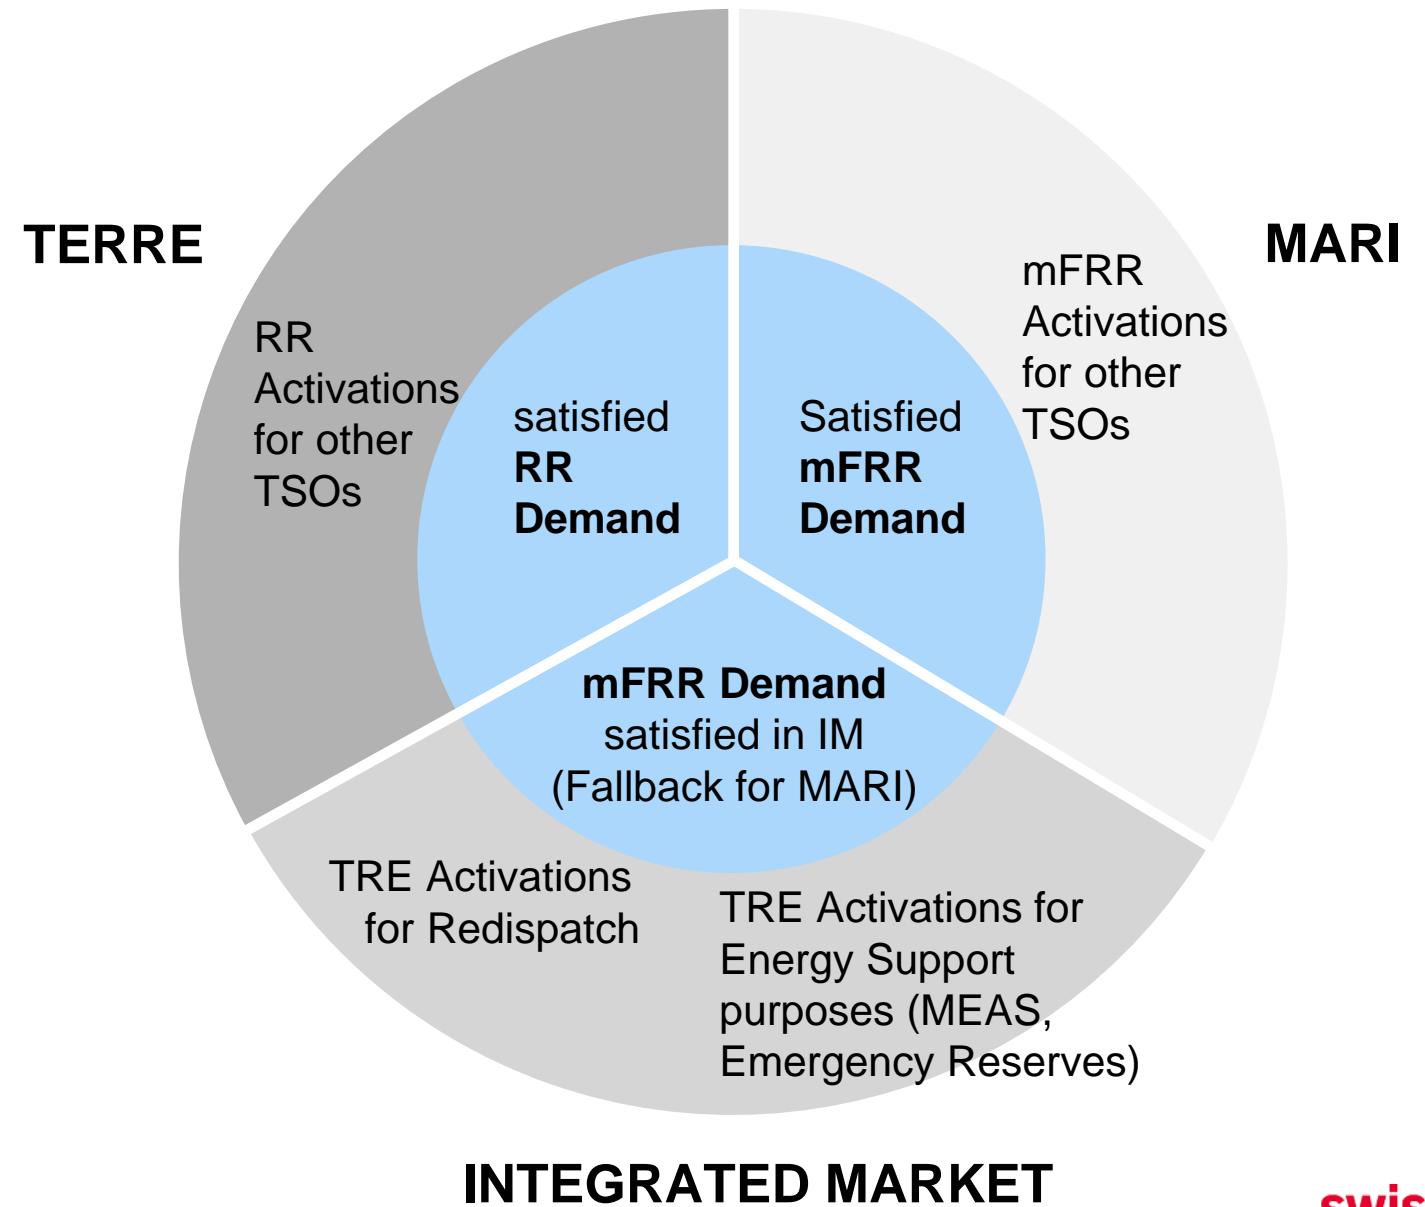 TERRE
MARI
RR
Activations
for other
TSOs
satisfied
RR
Demand
Satisfied
mFRR
Demand
mFRR
Activations
for other
TSOs
mFRR Demand
satisfied in IM
(Fallback for MARI)
TRE Activations
for Redispatch
TRE Activations for
Energy Support
purposes (MEAS,
Emergency Reserves)
INTEGRATED MARKET